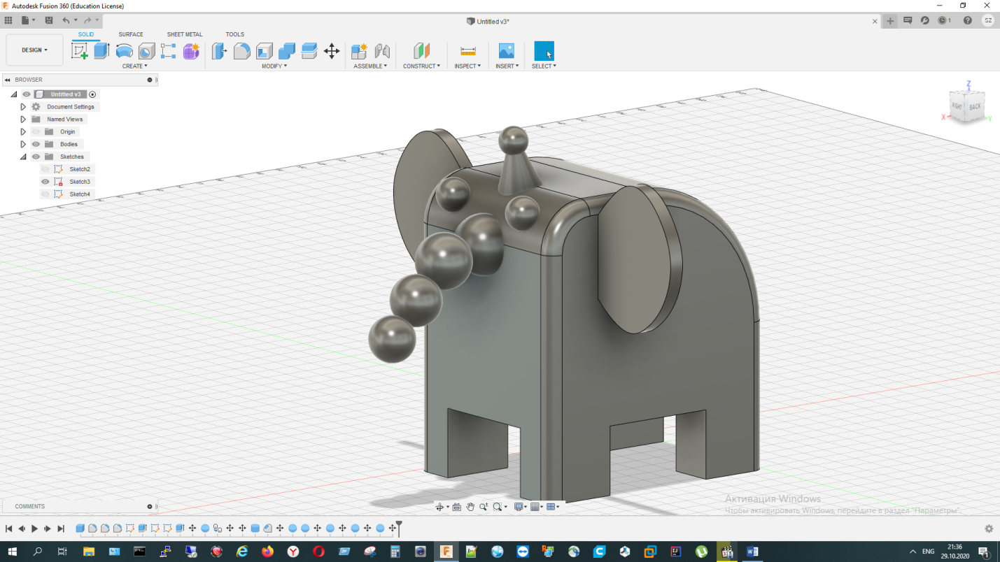 Autodesk Fusion 360 (Education License)
Untitled v3*
1
SZ
SOLID
SURFACE
SHEET METAL
TOOLS
DESIGN
CREATE
MODIFY
ASSEMBLE
CONSTRUCT
INSPECT
INSERT
SELECT
BROWSER
Untitled v3
Document Settings
Named Views
Origin
Bodies
Sketches
Sketch2
Sketch3
Sketch4
Z
RIGHT
BACK
X
Y
COMMENTS
Активация Windows
Чтобы активировать Windows, перейдите в раздел "Параметры".
ENG
21:36
29.10.2020